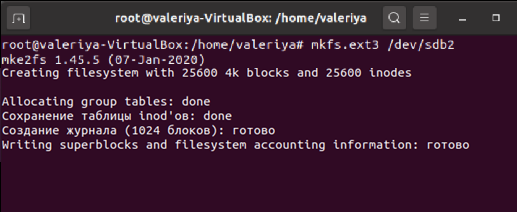 root@valeriya-VirtualBox: /home/valeriya
root@valeriya-VirtualBox:/home/valeriya# mkfs.ext3 /dev/sdb2
mke2fs 1.45.5 (07-Jan-2020)
Creating filesystem with 25600 4k blocks and 25600 inodes
Allocating group tables: done
Сохранение таблицы inod'ов: done
Создание журнала (1024 блоков): готово
Writing superblocks and filesystem accounting information: готово